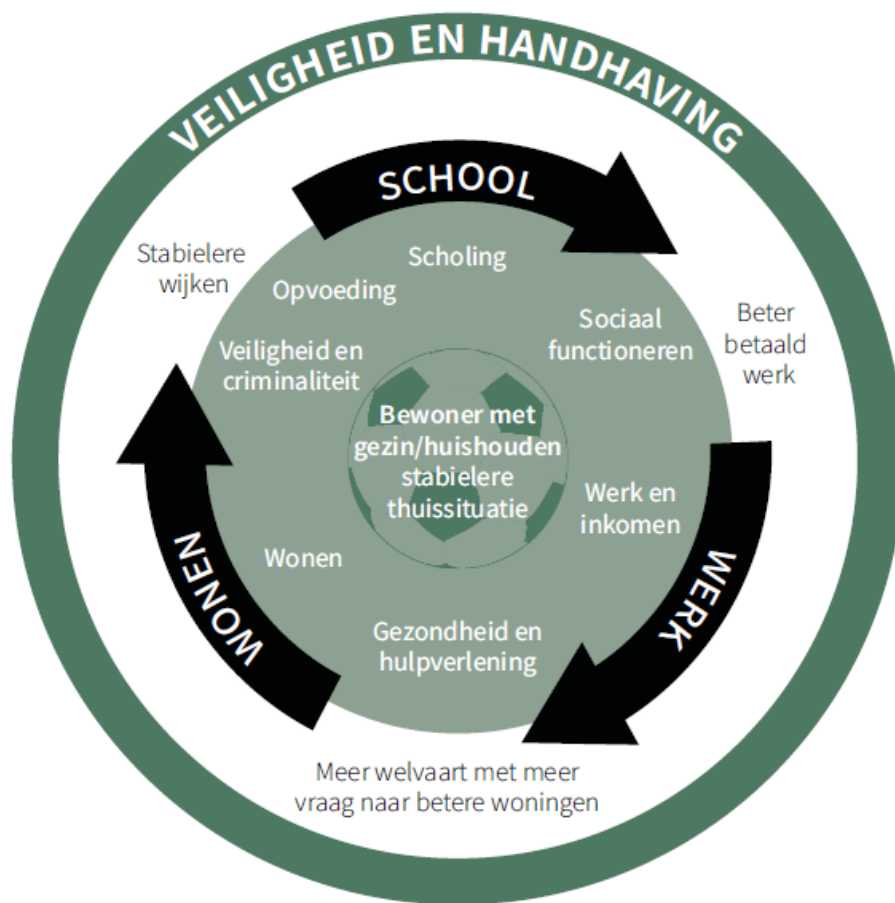 VEILIGHEID EN HANDHAVING
SCHOOL
Stabielere
wijken
Scholing
Opvoeding
Sociaal
functioneren
Beter
betaald
werk
Veiligheid en
criminaliteit
Bewoner met
gezin/huishouden
stabielere
thuissituatie
Werk en
inkomen
WERK
Wonen
WONEN
Gezondheid en
hulpverlening
Meer welvaart met meer
vraag naar betere woningen